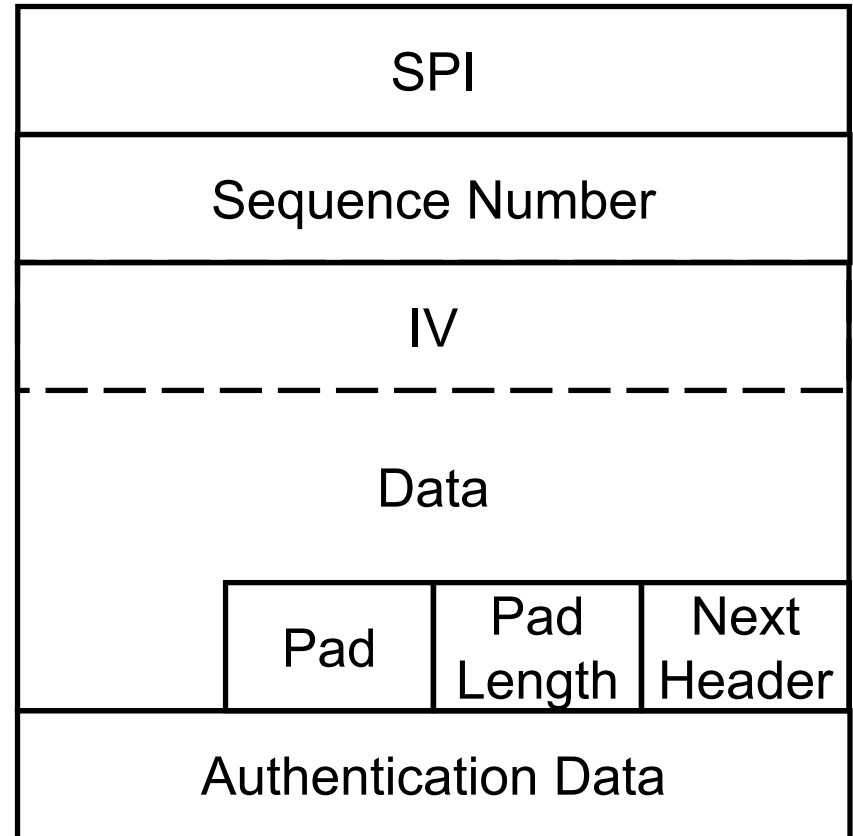 SPI
Sequence Number
IV
Data
Pad
Pad
Length
Next
Header
Authentication Data